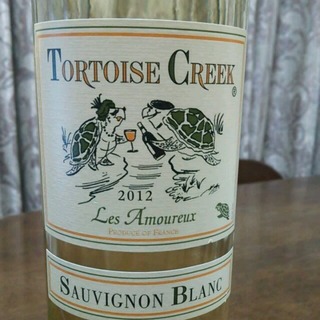 TORTOISE CREEK ®
2012
Les Amoureux
PRODUCE OF FRANCE
SAUVIGNON BLANC